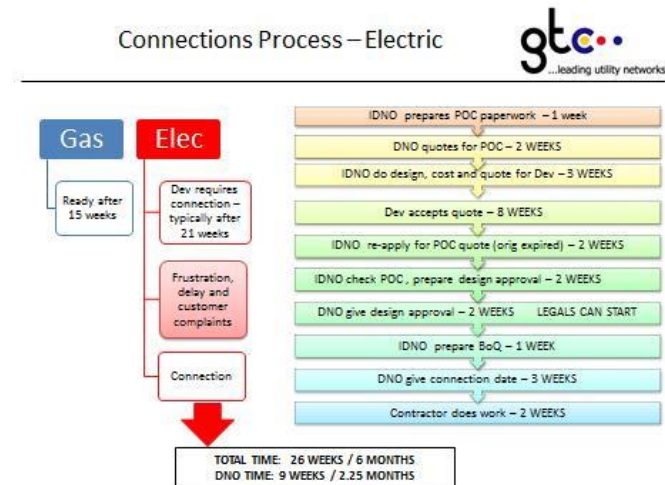 Connections Process – Electric
gtc
...leading utility networks
Gas
Elec
Ready after
15 weeks
Dev requires
connection –
typically after
21 weeks
Frustration,
delay and
customer
complaints
Connection
IDNO prepares POC paperwork – 1 week
DNO quotes for POC – 2 WEEKS
IDNO do design, cost and quote for Dev – 3 WEEKS
Dev accepts quote – 8 WEEKS
IDNO re-apply for POC quote (orig expired) – 2 WEEKS
IDNO check POC , prepare design approval – 2 WEEKS
DNO give design approval – 2 WEEKS LEGALS CAN START
IDNO prepare BoQ – 1 WEEK
DNO give connection date – 3 WEEKS
Contractor does work – 2 WEEKS
TOTAL TIME: 26 WEEKS / 6 MONTHS
DNO TIME: 9 WEEKS / 2.25 MONTHS